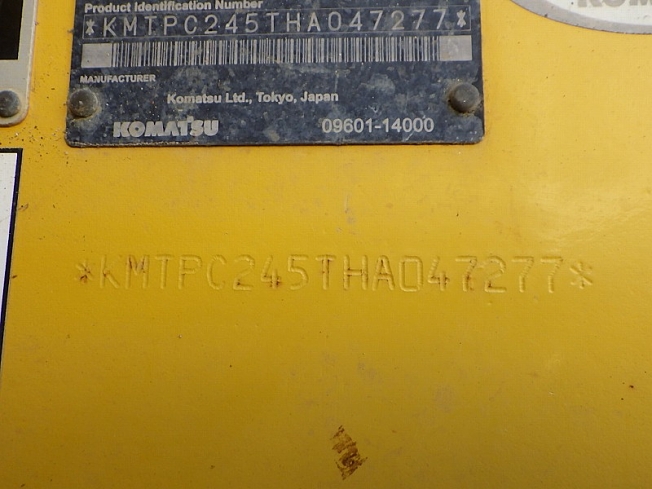 Product Identification Number
*KMTPC245THA047277*
MANUFACTURER
Komatsu Ltd., Tokyo, Japan
KOMATSU
09601-14000
*KMTPC245THA047277*